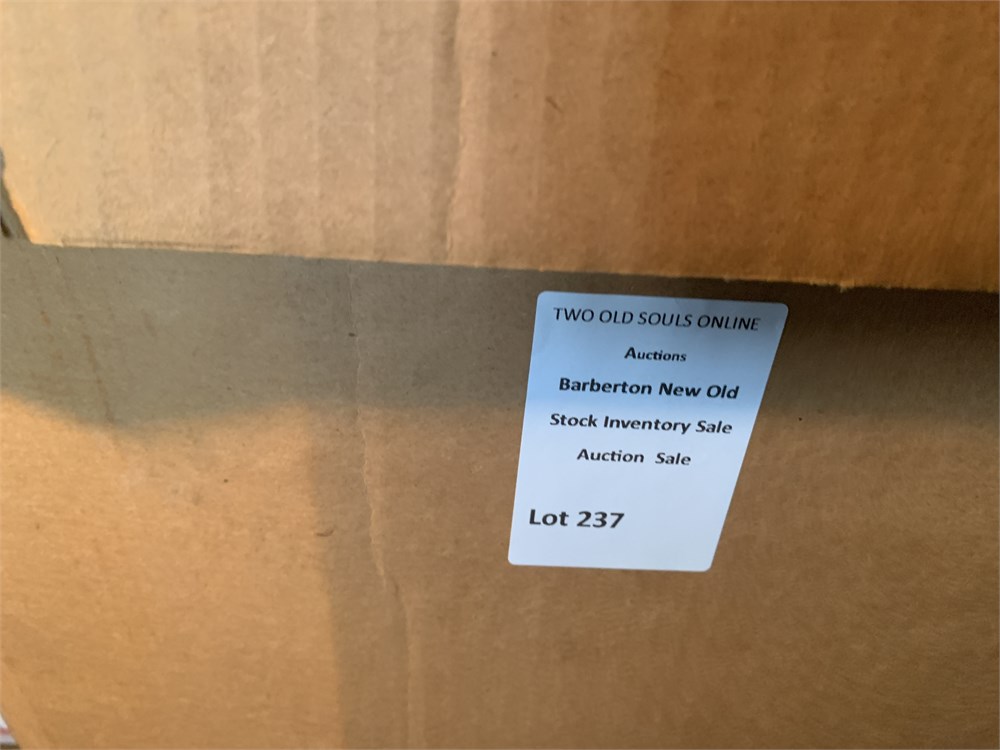 TWO OLD SOULS ONLINE
Auctions
Barberton New Old
Stock Inventory Sale
Auction Sale
Lot 237